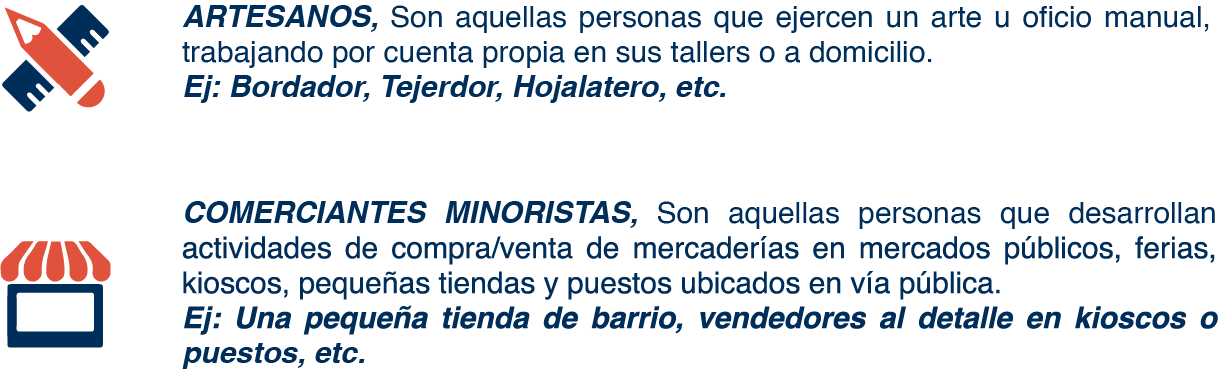 ARTESANOS, Son aquellas personas que ejercen un arte u oficio manual,
trabajando por cuenta propia en sus tallers o a domicilio.
Ej: Bordador, Tejerdor, Hojalatero, etc.
COMERCIANTES MINORISTAS, Son aquellas personas que desarrollan
actividades de compra/venta de mercaderías en mercados públicos, ferias,
kioscos, pequeñas tiendas y puestos ubicados en vía pública.
Ej: Una pequeña tienda de barrio, vendedores al detalle en kioscos o
puestos, etc.